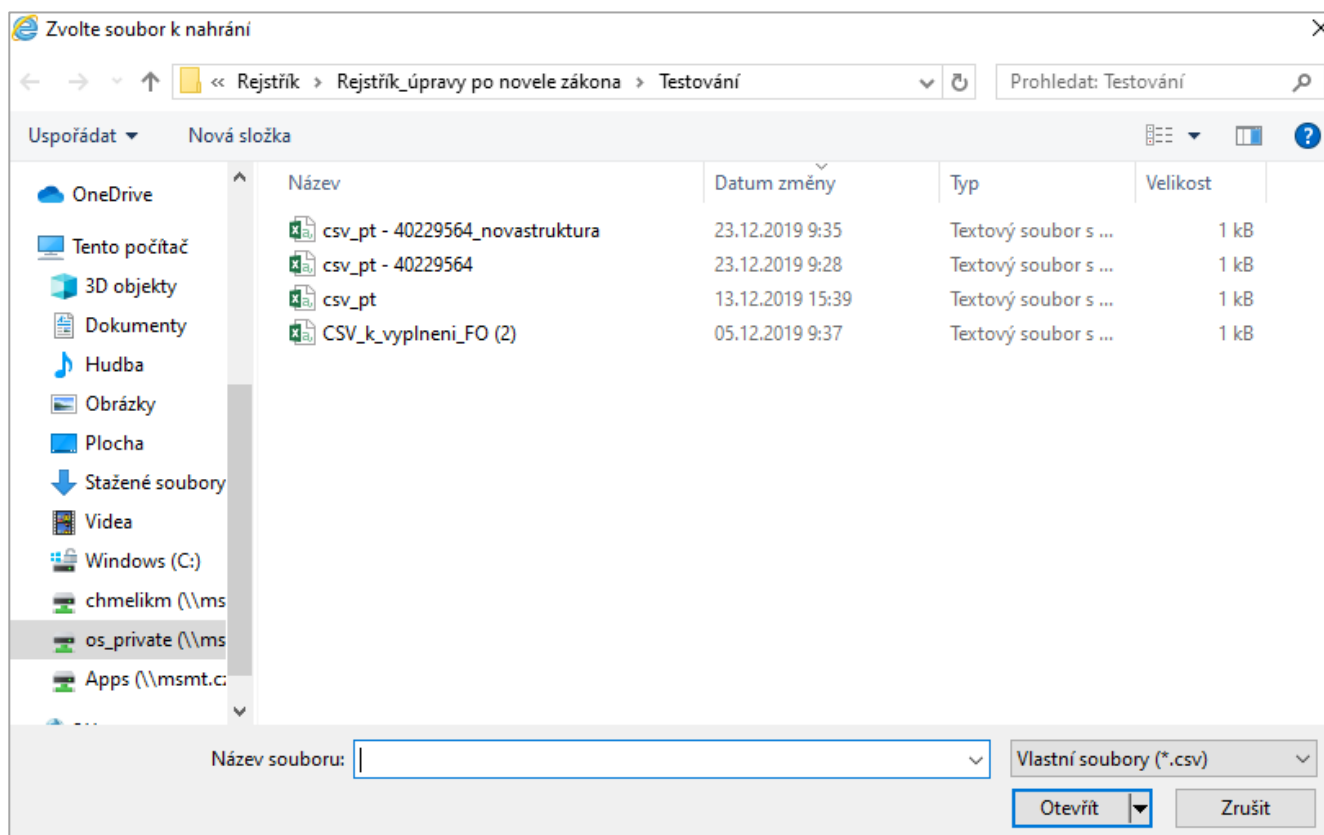 Zvolte soubor k nahrání
« Rejstřík > Rejstřík_úpravy po novele zákona > Testování
Prohledat: Testování
Uspořádat
Nová složka
Název Datum změny Typ Velikost
csv_pt - 40229564_novastruktura 23.12.2019 9:35 Textový soubor s ... 1 kB
csv_pt - 40229564 23.12.2019 9:28 Textový soubor s ... 1 kB
csv_pt 13.12.2019 15:39 Textový soubor s ... 1 kB
CSV_k_vyplneni_FO (2) 05.12.2019 9:37 Textový soubor s ... 1 kB
OneDrive
Tento počítač
3D objekty
Dokumenty
Hudba
Obrázky
Plocha
Stažené soubory
Videa
Windows (C:)
chmelikm (\\ms
os_private (\\ms
Apps (\\msmt.cz
Název souboru:
Vlastní soubory (*.csv)
Otevřít
Zrušit